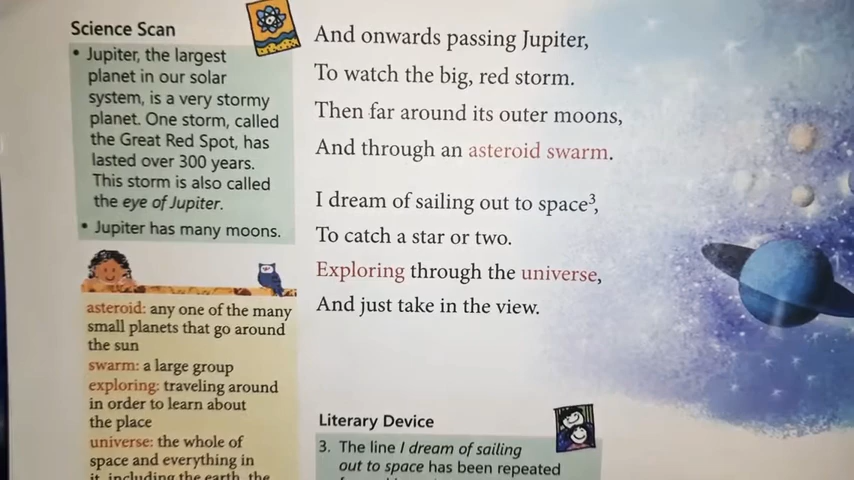 Science Scan
• Jupiter, the largest
planet in our solar
system, is a very stormy
planet. One storm, called
the Great Red Spot, has
lasted over 300 years.
This storm is also called
the eye of Jupiter.
• Jupiter has many moons.
asteroid: any one of the many
small planets that go around
the sun
swarm: a large group
exploring: traveling around
in order to learn about
the place
universe: the whole of
space and everything in
it, including the earth, the
And onwards passing Jupiter,
To watch the big, red storm.
Then far around its outer moons,
And through an asteroid swarm.
I dream of sailing out to space³,
To catch a star or two.
Exploring through the universe,
And just take in the view.
Literary Device
3. The line I dream of sailing
out to space has been repeated